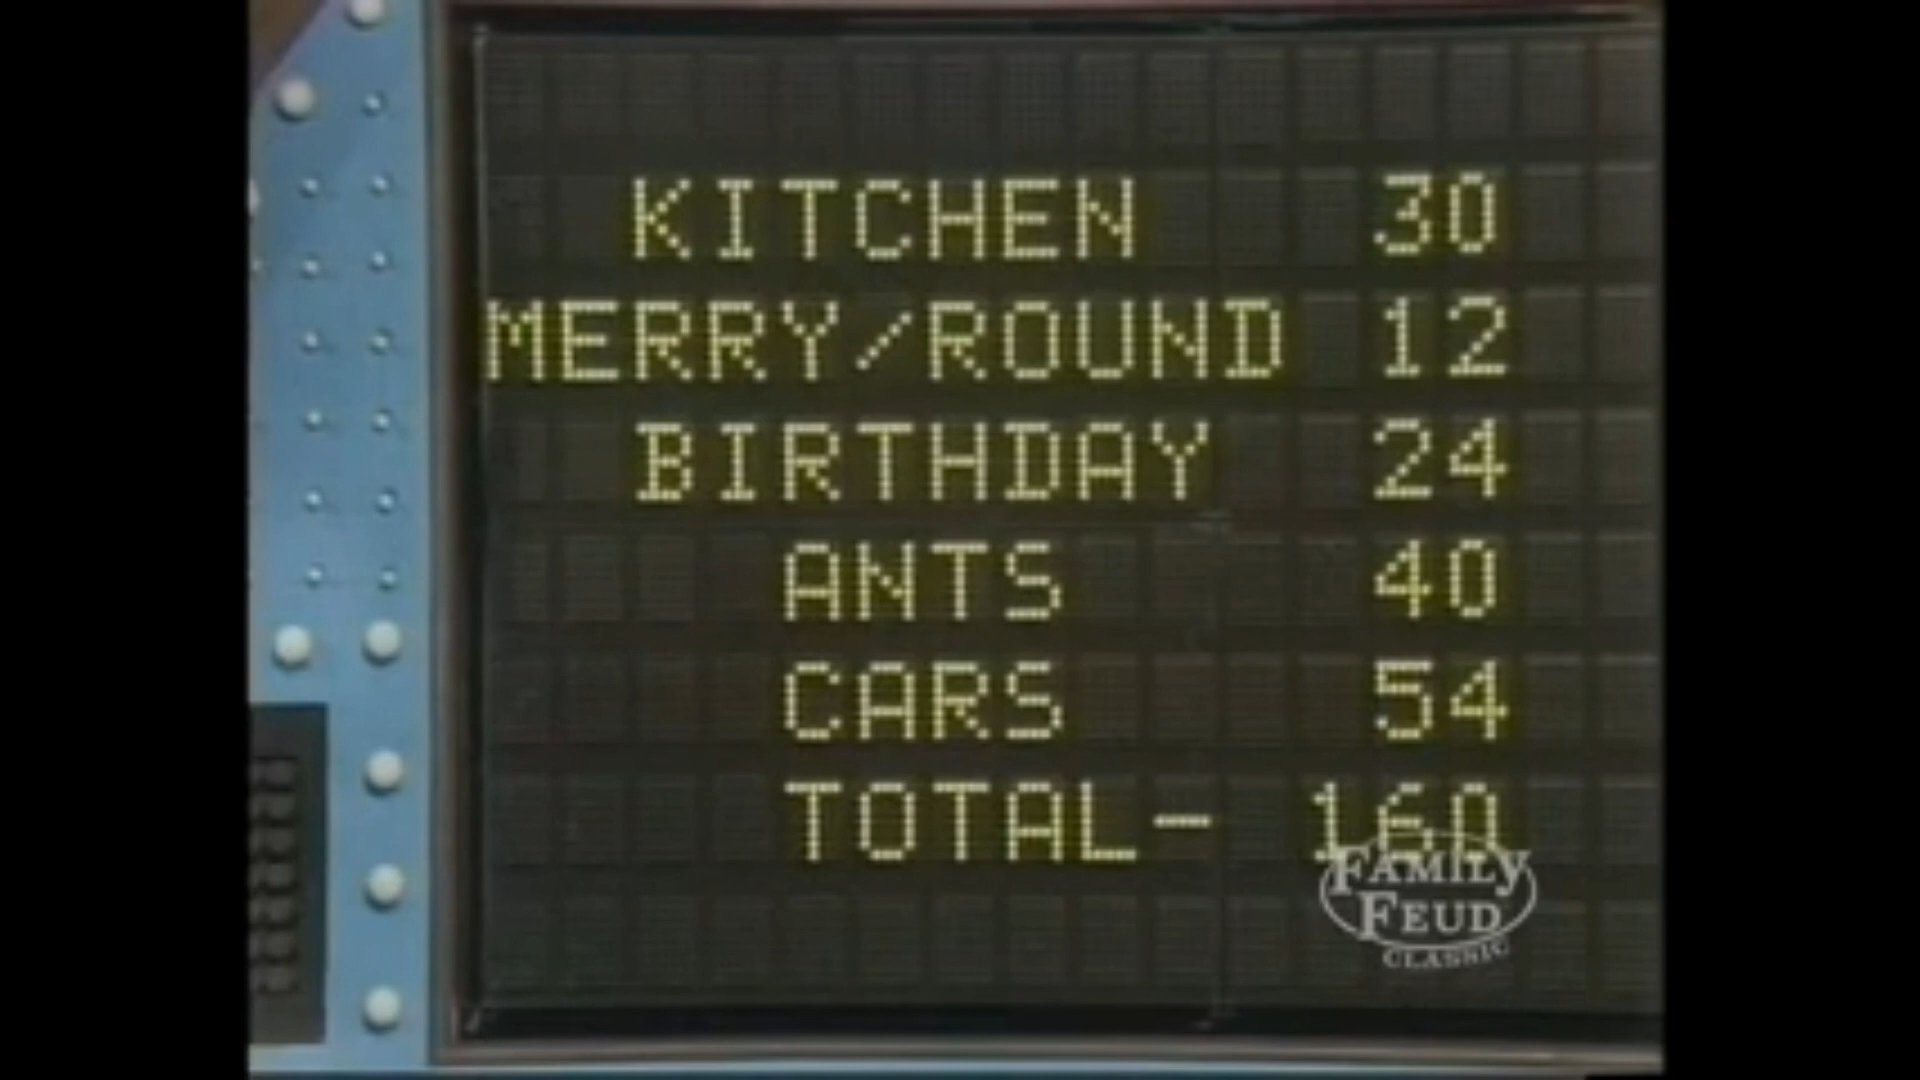 KITCHEN 30
MERRY/ROUND 12
BIRTHDAY 24
ANTS 40
CARS 54
TOTAL- 160
FAMILY
FEUD
CLASSIC